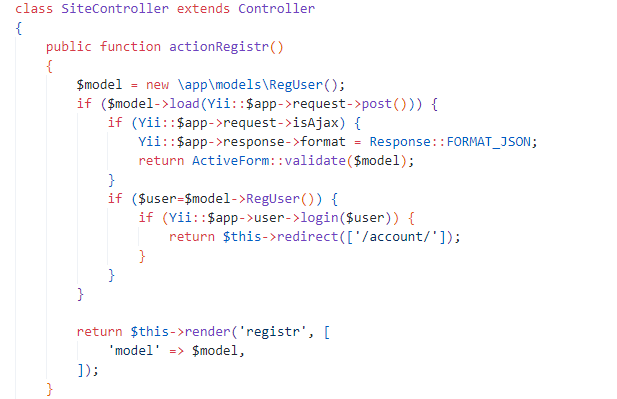 class SiteController extends Controller
{
    public function actionRegistr()
    {
        $model = new \app\models\RegUser();
        if ($model->load(Yii::$app->request->post())) {
            if (Yii::$app->request->isAjax) {
                Yii::$app->response->format = Response::FORMAT_JSON;
                return ActiveForm::validate($model);
            }
            if ($user=$model->RegUser()) {
                if (Yii::$app->user->login($user)) {
                    return $this->redirect(['/account/']);
                }
            }
        }

        return $this->render('registr', [
            'model' => $model,
        ]);
    }